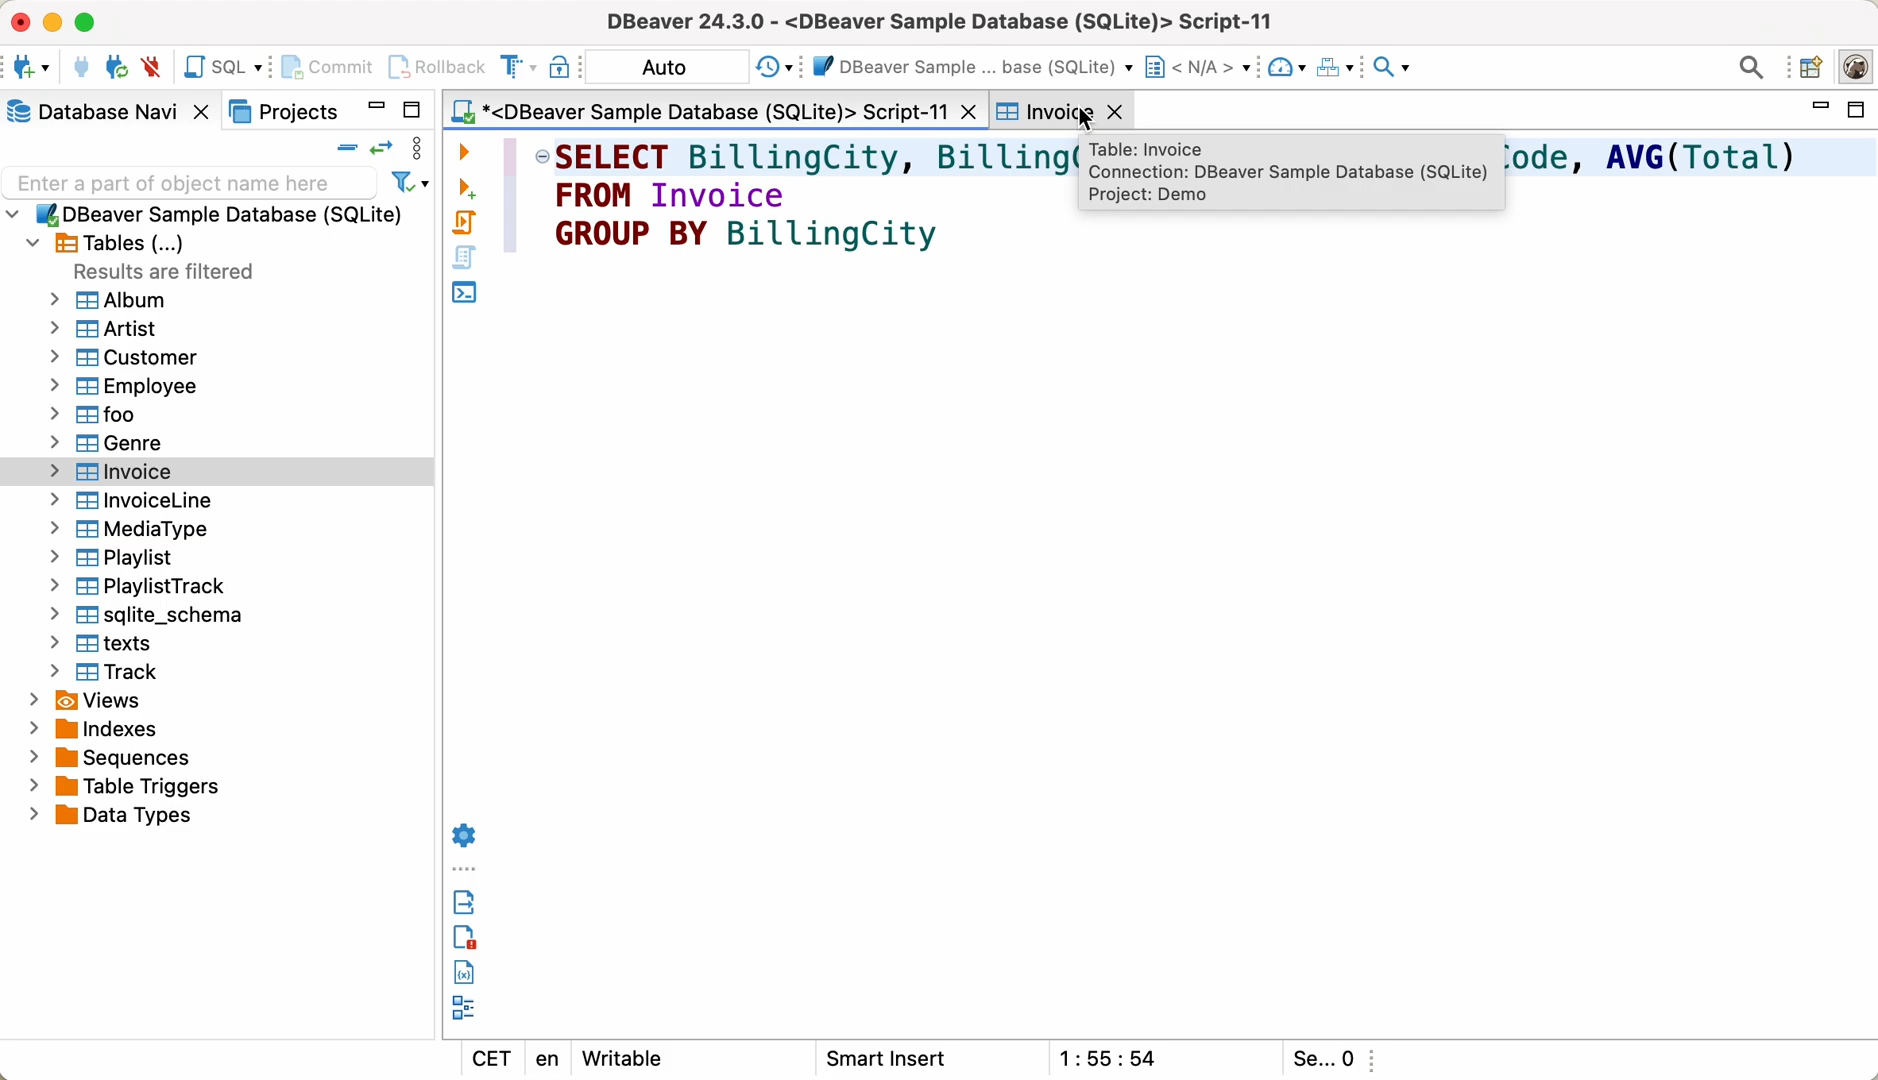 DBeaver 24.3.0 - <DBeaver Sample Database (SQLite)> Script-11
SQL
Commit
Rollback
Auto
DBeaver Sample ... base (SQLite)
< N/A >
Database Navi
Projects
*<DBeaver Sample Database (SQLite)> Script-11
Invoice
Enter a part of object name here
DBeaver Sample Database (SQLite)
Tables (...)
Results are filtered
Album
Artist
Customer
Employee
foo
Genre
Invoice
InvoiceLine
MediaType
Playlist
PlaylistTrack
sqlite_schema
texts
Track
Views
Indexes
Sequences
Table Triggers
Data Types
SELECT BillingCity, BillingC Code, AVG(Total)
FROM Invoice
GROUP BY BillingCity
Table: Invoice
Connection: DBeaver Sample Database (SQLite)
Project: Demo
CET
en
Writable
Smart Insert
1 : 55 : 54
Se... 0